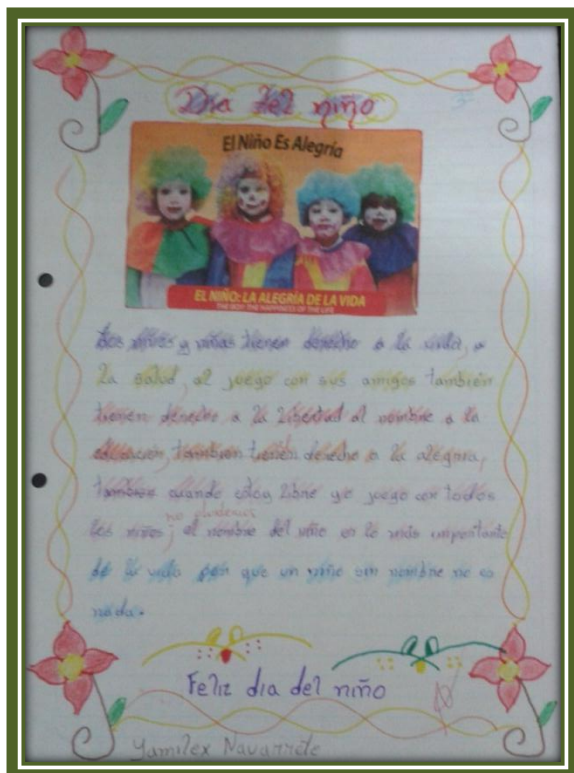 Dia del niño
El Niño Es Alegría
EL NIÑO: LA ALEGRÍA DE LA VIDA
THE BOY: THE HAPPINESS OF THE LIFE
Los niños y niñas tienen derecho a la vida, a
la salud, al juego con sus amigos también
tienen derecho a la libertad al nombre a la
educación, tambien tienen derecho a la alegria,
tambien cuando estoy libre yo juego con todos
los niños; el nombre del niño es lo más importante
de la vida por que un niño sin nombre no es
nada.
Feliz dia del niño
Yamilex Navarrete